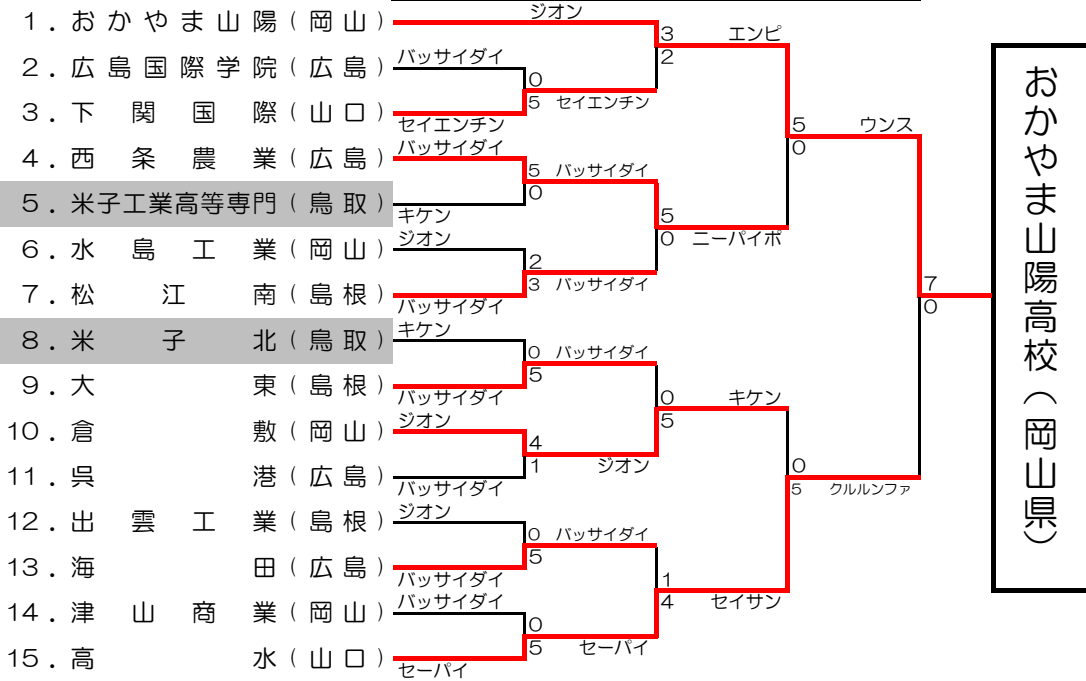 1．おかやま山陽（岡山）
2．広島国際学院（広島）
3．下関国際（山口）
4．西条農業（広島）
5．米子工業高等専門（鳥取）
6．水島工業（岡山）
7．松江南（島根）
8．米子北（鳥取）
9．大東（島根）
10．倉敷（岡山）
11．呉港（広島）
12．出雲工業（島根）
13．海田（広島）
14．津山商業（岡山）
15．高水（山口）
ジオン
バッサイダイ
セイエンチン
バッサイダイ
キケン
ジオン
バッサイダイ
キケン
バッサイダイ
ジオン
バッサイダイ
ジオン
バッサイダイ
バッサイダイ
セーパイ
0
5
セイエンチン
5
バッサイダイ
0
2
3
バッサイダイ
0
バッサイダイ
5
4
1
ジオン
0
バッサイダイ
5
0
5
セーパイ
3
エンピ
2
5
0
ニーパイポ
0
キケン
5
1
4
セイサン
5
ウンス
0
0
5
クルルンファ
7
0
おかやま山陽高校（岡山県）